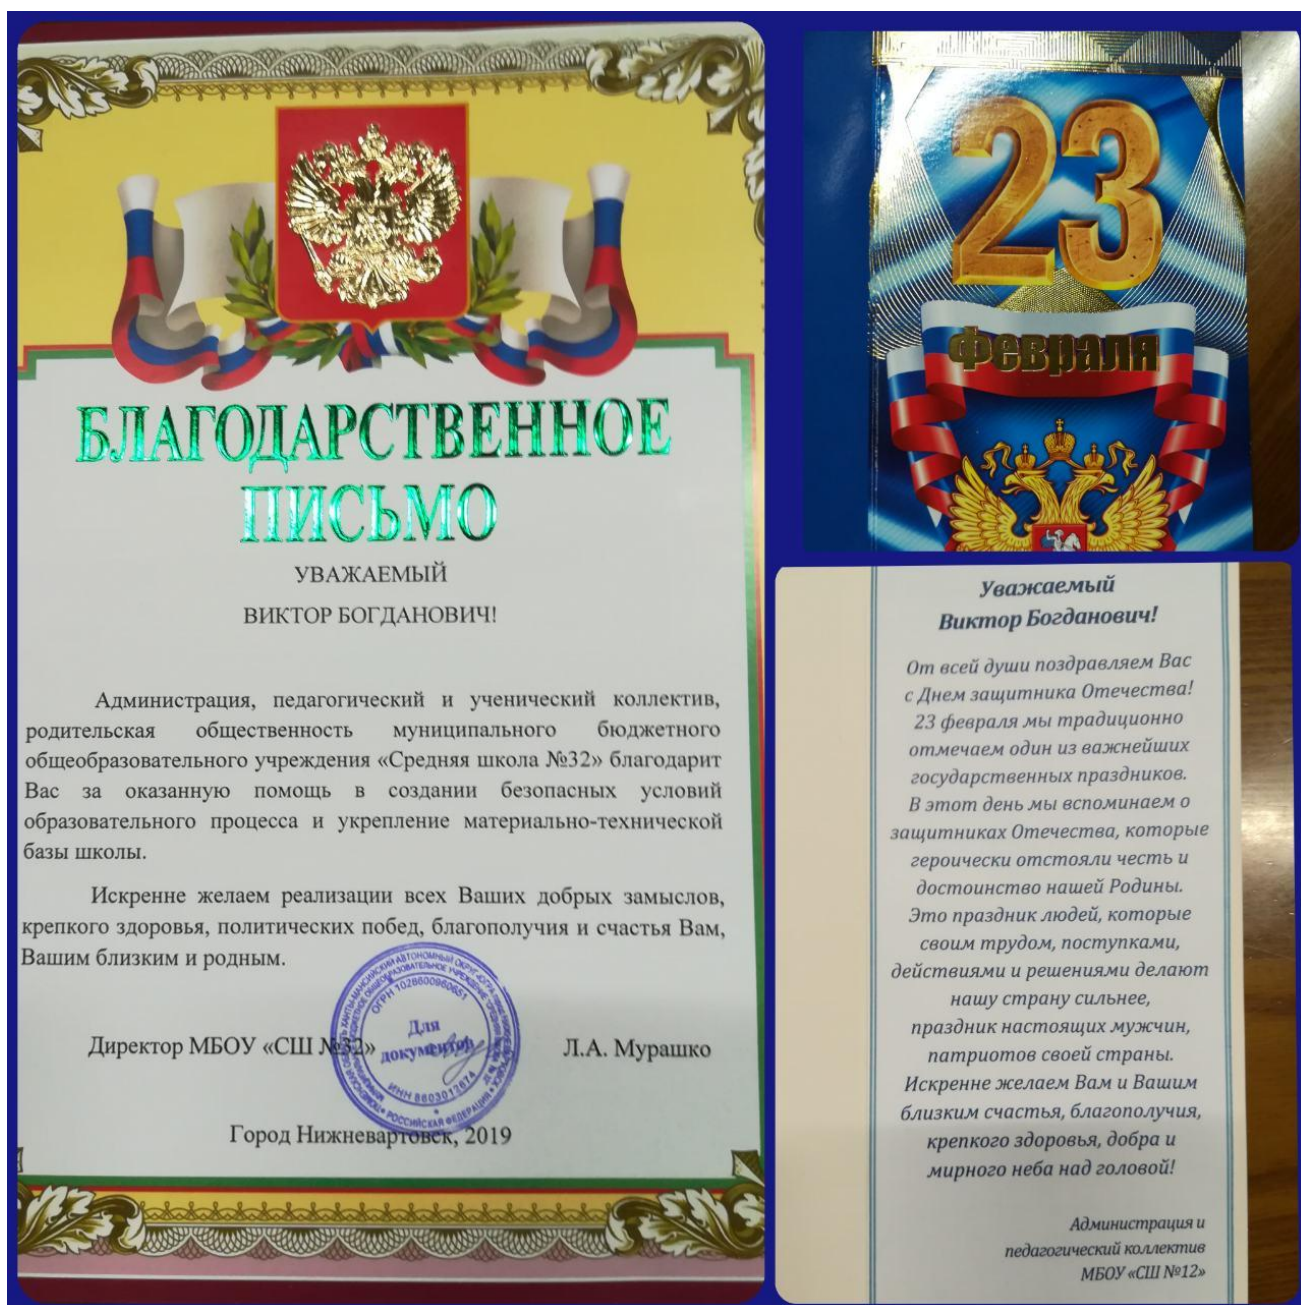 БЛАГОДАРСТВЕННОЕ
ПИСЬМО
УВАЖАЕМЫЙ
ВИКТОР БОГДАНОВИЧ!
Администрация, педагогический и ученический коллектив,
родительская общественность муниципального бюджетного
общеобразовательного учреждения «Средняя школа №32» благодарит
Вас за оказанную помощь в создании безопасных условий
образовательного процесса и укрепление материально-технической
базы школы.
Искренне желаем реализации всех Ваших добрых замыслов,
крепкого здоровья, политических побед, благополучия и счастья Вам,
Вашим близким и родным.
Директор МБОУ «СШ №32»
Л.А. Мурашко
ОГРН 1028600960651
Для
документов
РОССИЙСКАЯ ФЕДЕРАЦИЯ
Город Нижневартовск, 2019
23
Февраля
Уважаемый
Виктор Богданович!
От всей души поздравляем Вас
с Днем защитника Отечества!
23 февраля мы традиционно
отмечаем один из важнейших
государственных праздников.
В этот день мы вспоминаем о
защитниках Отечества, которые
героически отстояли честь и
достоинство нашей Родины.
Это праздник людей, которые
своим трудом, поступками,
действиями и решениями делают
нашу страну сильнее,
праздник настоящих мужчин,
патриотов своей страны.
Искренне желаем Вам и Вашим
близким счастья, благополучия,
крепкого здоровья, добра и
мирного неба над головой!
Администрация и
педагогический коллектив
МБОУ «СШ №12»